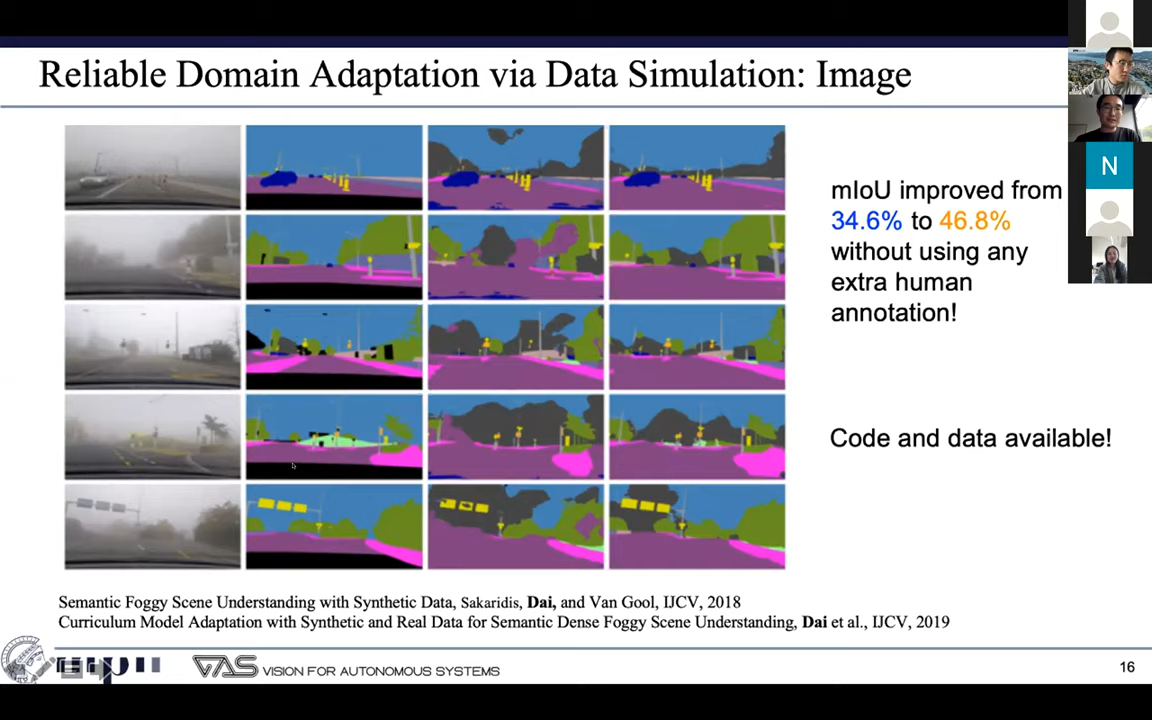 Reliable Domain Adaptation via Data Simulation: Image
N
mIoU improved from
34.6% to 46.8%
without using any
extra human
annotation!
Code and data available!
Semantic Foggy Scene Understanding with Synthetic Data, Sakaridis, Dai, and Van Gool, IJCV, 2018
Curriculum Model Adaptation with Synthetic and Real Data for Semantic Dense Foggy Scene Understanding, Dai et al., IJCV, 2019
VAS VISION FOR AUTONOMOUS SYSTEMS
16